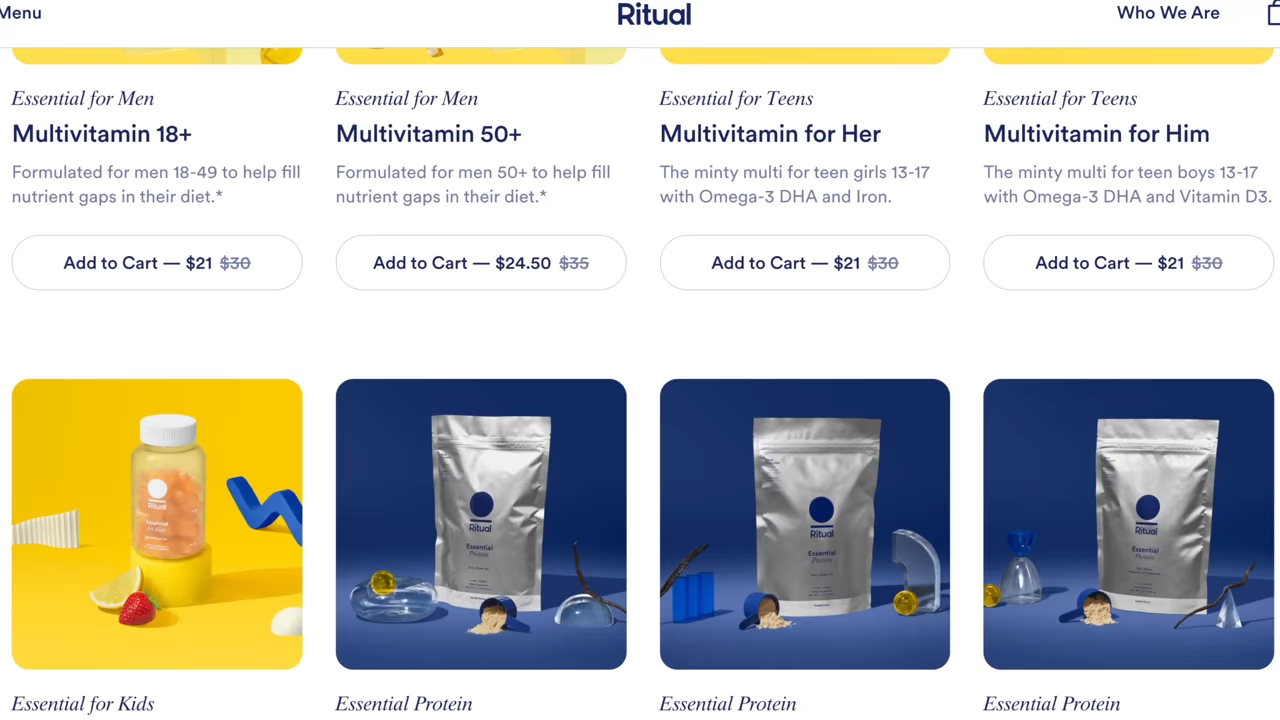 Menu
Ritual
Who We Are
Essential for Men
Multivitamin 18+
Formulated for men 18-49 to help fill
nutrient gaps in their diet.*
Add to Cart — $21 $30
Essential for Men
Multivitamin 50+
Formulated for men 50+ to help fill
nutrient gaps in their diet.*
Add to Cart — $24.50 $35
Essential for Teens
Multivitamin for Her
The minty multi for teen girls 13-17
with Omega-3 DHA and Iron.
Add to Cart — $21 $30
Essential for Teens
Multivitamin for Him
The minty multi for teen boys 13-17
with Omega-3 DHA and Vitamin D3.
Add to Cart — $21 $30
Ritual
Essential
for Kids
Ritual
Essential
Protein
Ritual
Essential
Protein
Ritual
Essential
Protein
Essential for Kids
Essential Protein
Essential Protein
Essential Protein